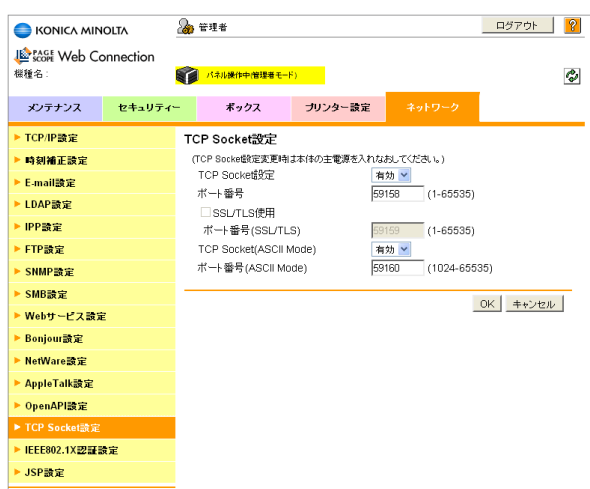 KONICA MINOLTA
管理者
ログアウト
?
PAGE SCOPE Web Connection
機種名:
パネル操作中(管理者モード)
メンテナンス
セキュリティー
ボックス
プリンター設定
ネットワーク
TCP/IP設定
時刻補正設定
E-mail設定
LDAP設定
IPP設定
FTP設定
SNMP設定
SMB設定
Webサービス設定
Bonjour設定
NetWare設定
AppleTalk設定
OpenAPI設定
TCP Socket設定
IEEE802.1X認証設定
JSP設定
TCP Socket設定
(TCP Socket設定変更時は本体の主電源を入れなおしてください。)
TCP Socket設定 有効
ポート番号 59158 (1-65535)
SSL/TLS使用
ポート番号(SSL/TLS) 59159 (1-65535)
TCP Socket(ASCII Mode) 有効
ポート番号(ASCII Mode) 59160 (1024-65535)
OK キャンセル